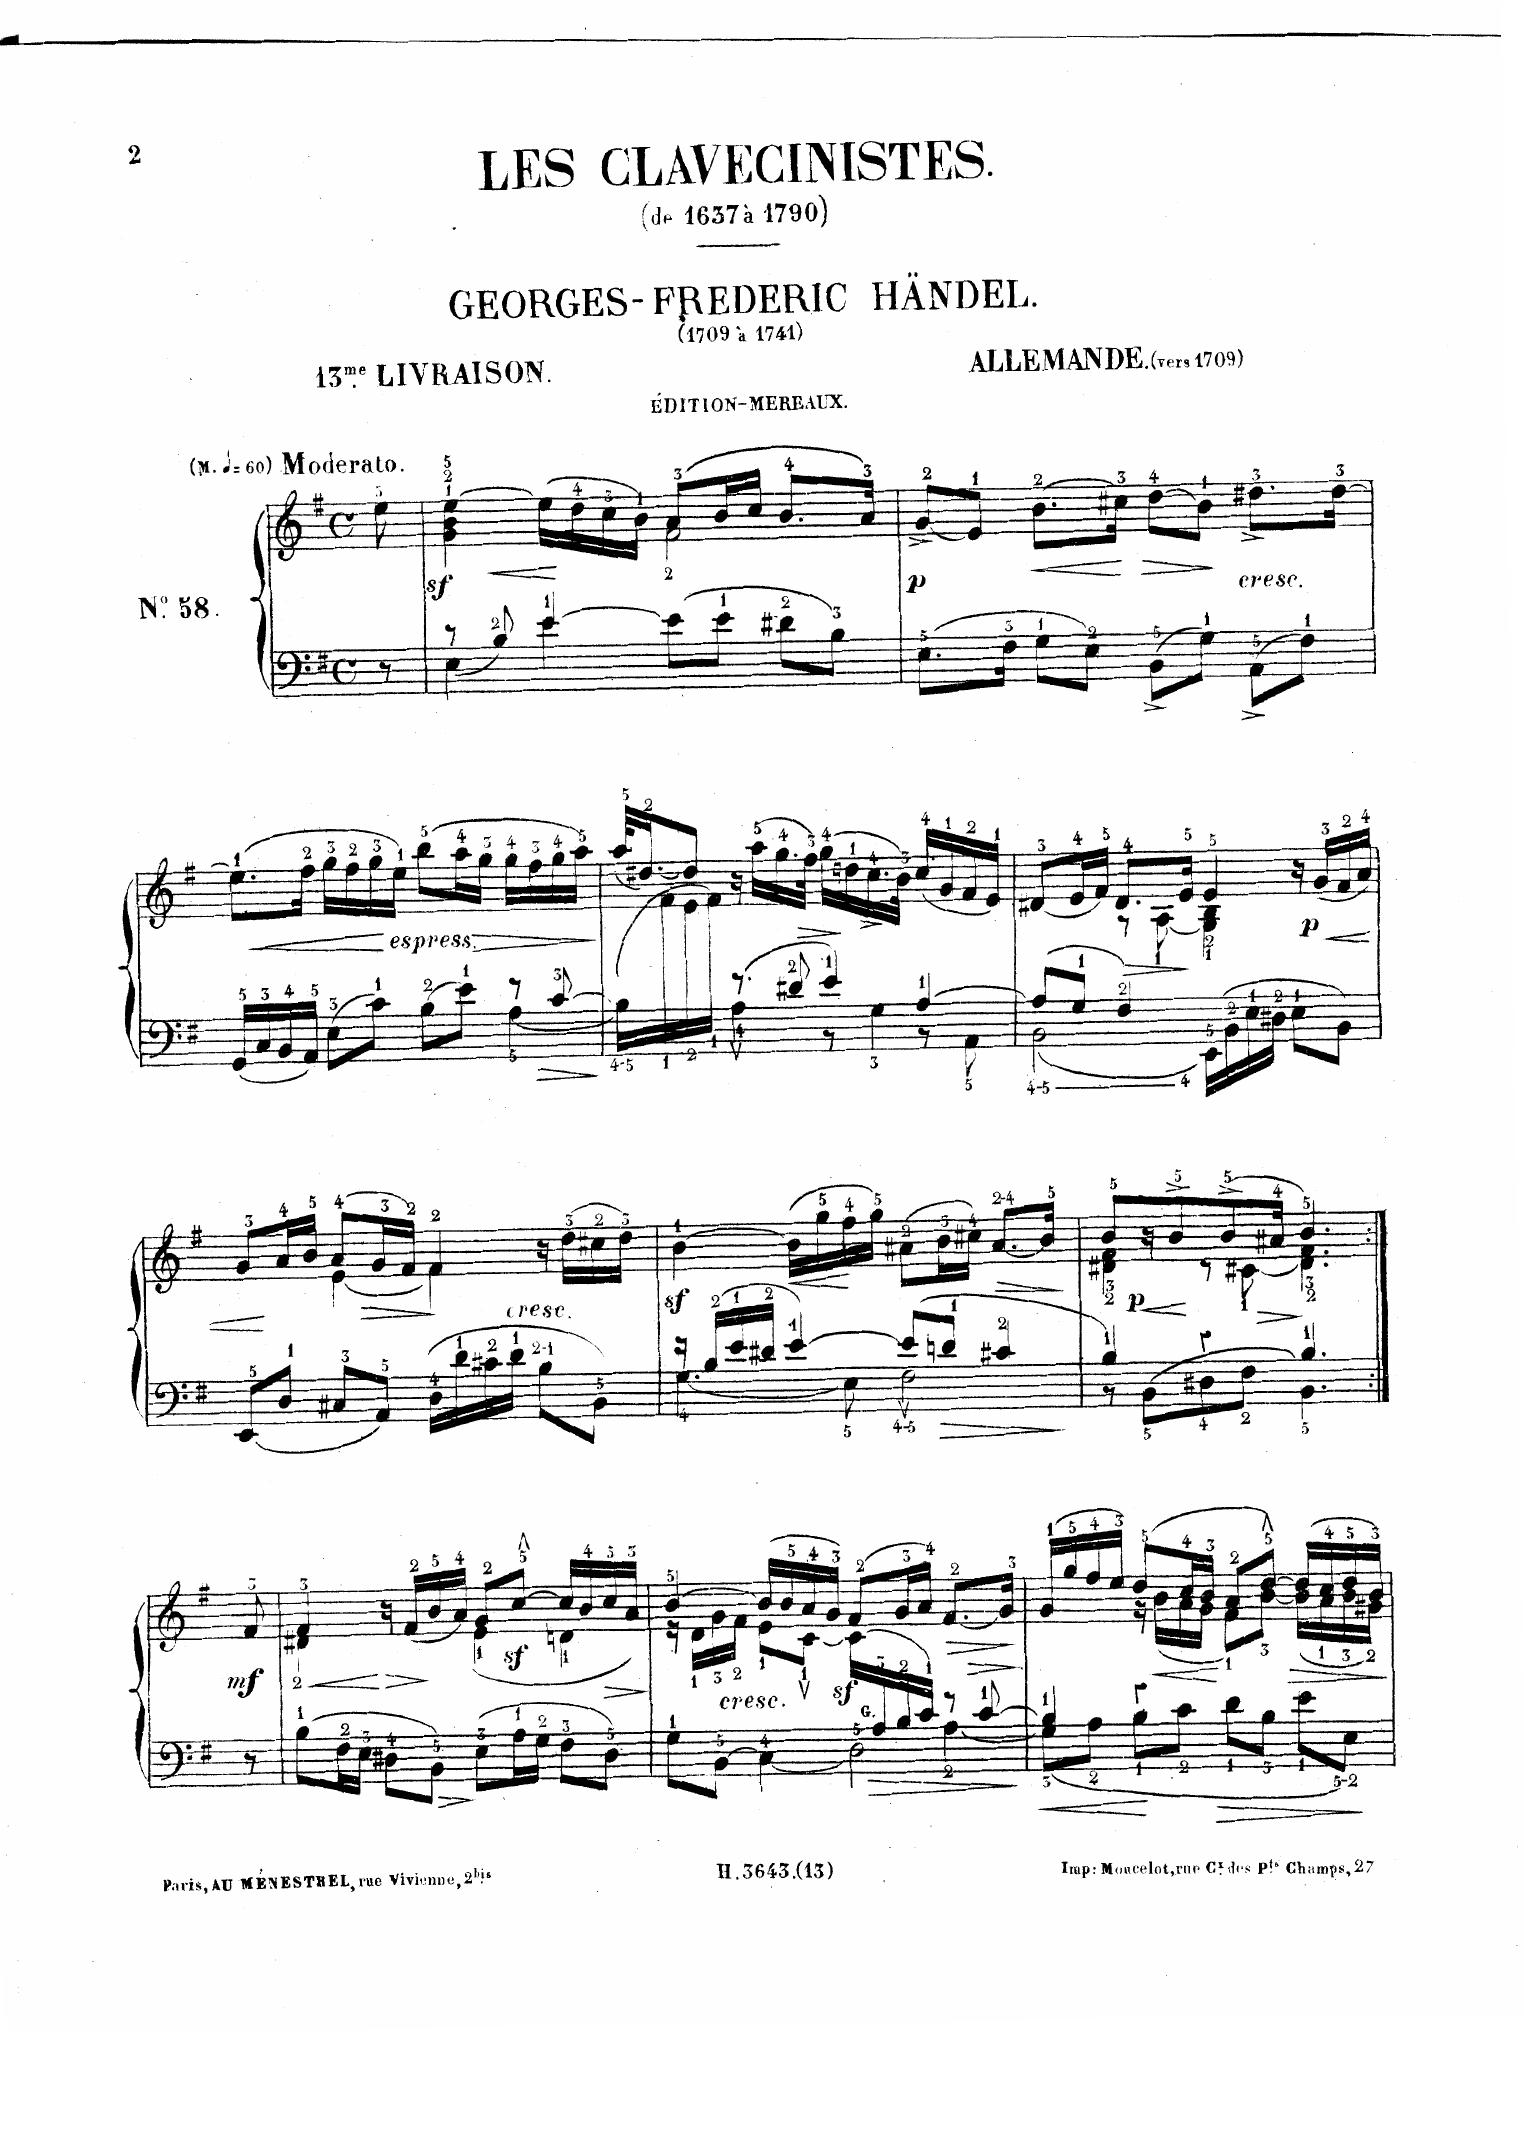 2
LES CLAVECINISTES.
(de 1637 à 1790)
GEORGES-FREDERIC HÄNDEL.
(1709 à 1741)
13me LIVRAISON.
ALLEMANDE. (vers 1709)
ÉDITION-MEREAUX.
(M. ♩= 60) Moderato.
No. 58.
sf
p
cresc.
espress.
p
cresc.
sf
p
mf
sf
cresc.
sf
G.
Paris, AU MÉNESTREL, rue Vivienne, 2bis
H. 3643.(13)
Imp: Moucelot, rue Cx des Pts Champs, 27